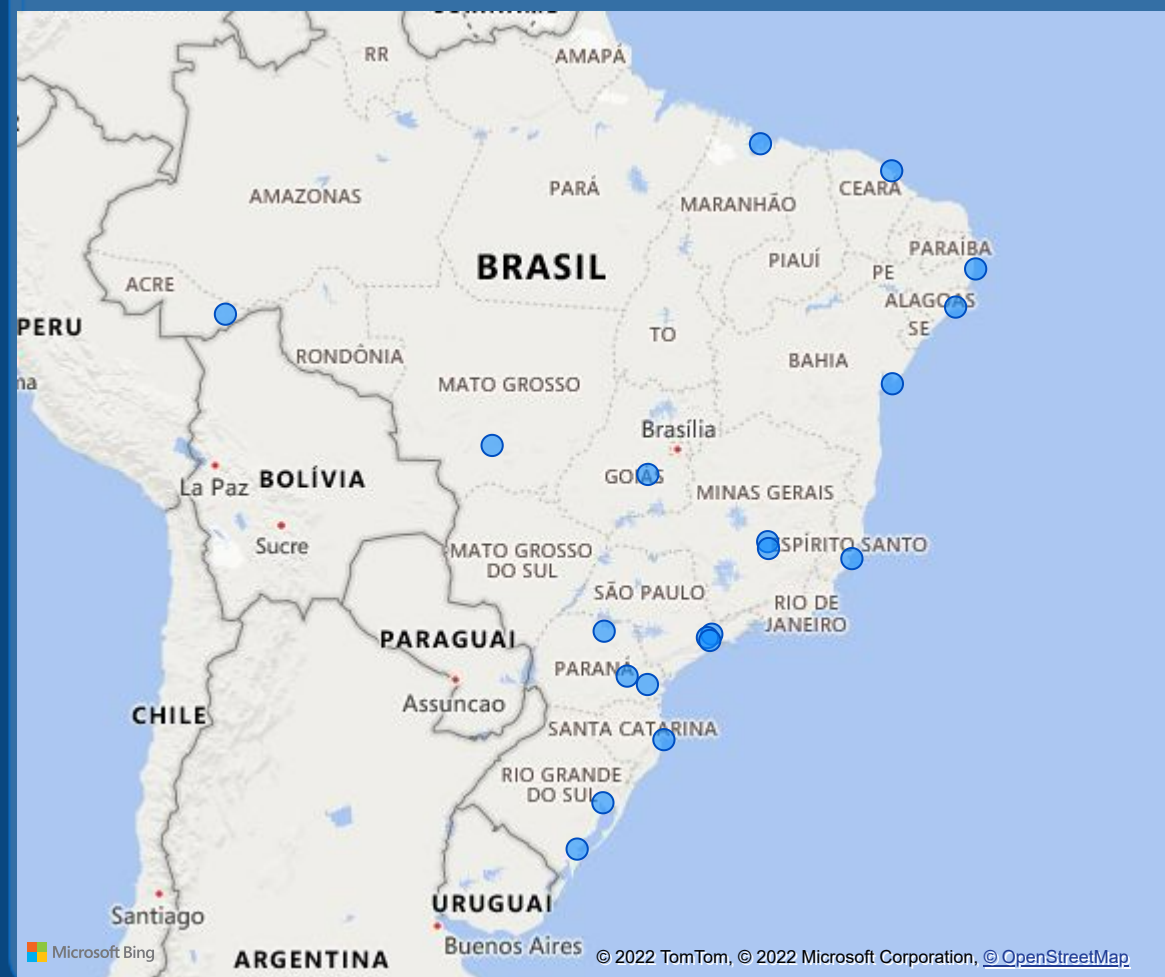 RR
AMAPÁ
AMAZONAS
PARÁ
MARANHÃO
CEARÁ
BRASIL
PIAUÍ
PARAÍBA
PE
ACRE
ALAGOAS
SE
PERU
RONDÔNIA
TO
BAHIA
MATO GROSSO
Brasília
La Paz
BOLÍVIA
GOIÁS
MINAS GERAIS
Sucre
MATO GROSSO
DO SUL
ESPÍRITO SANTO
SÃO PAULO
RIO DE
JANEIRO
PARAGUAI
PARANÁ
Assuncao
CHILE
SANTA CATARINA
RIO GRANDE
DO SUL
Santiago
URUGUAI
Buenos Aires
ARGENTINA
Microsoft Bing
© 2022 TomTom, © 2022 Microsoft Corporation, © OpenStreetMap